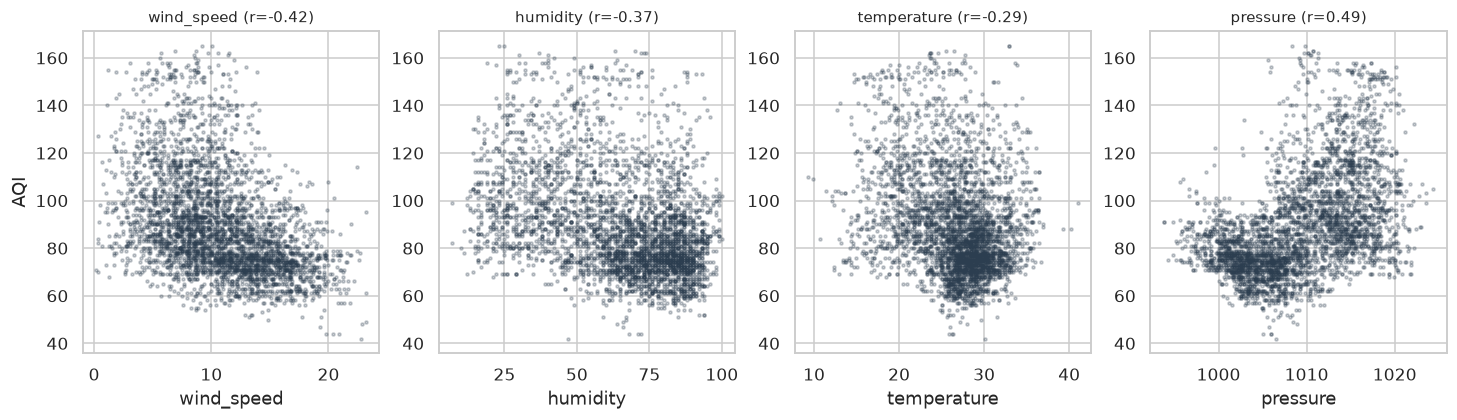 wind_speed (r=-0.42)
humidity (r=-0.37)
temperature (r=-0.29)
pressure (r=0.49)
AQI
160
140
120
100
80
60
40
160
140
120
100
80
60
40
160
140
120
100
80
60
40
160
140
120
100
80
60
40
0 10 20
25 50 75 100
10 20 30 40
1000 1010 1020
wind_speed
humidity
temperature
pressure